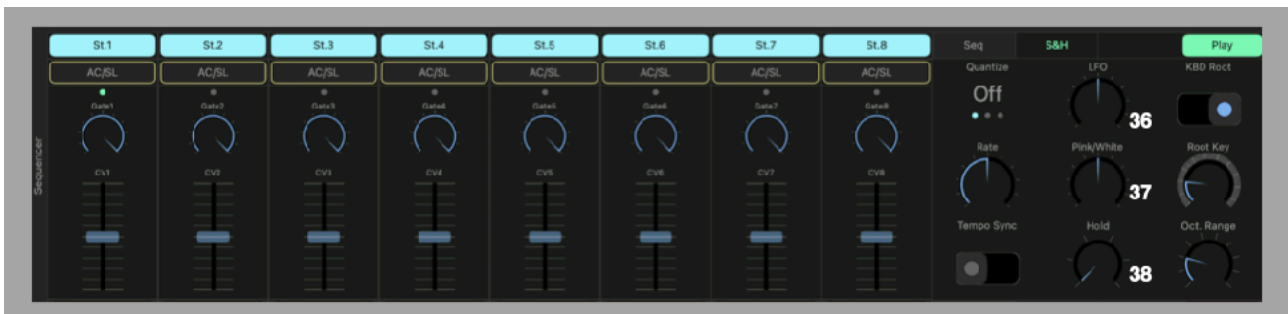 St.1 St.2 St.3 St.4 St.5 St.6 St.7 St.8 Seq S&H Play
AC/SL AC/SL AC/SL AC/SL AC/SL AC/SL AC/SL AC/SL Quantize LFO KBD Root
Off
Gate1 Gate2 Gate3 Gate4 Gate5 Gate6 Gate7 Gate8
36
Sequencer
Rate Pink/White Root Key
CV1 CV2 CV3 CV4 CV5 CV6 CV7 CV8
37
Tempo Sync Hold Oct. Range
38